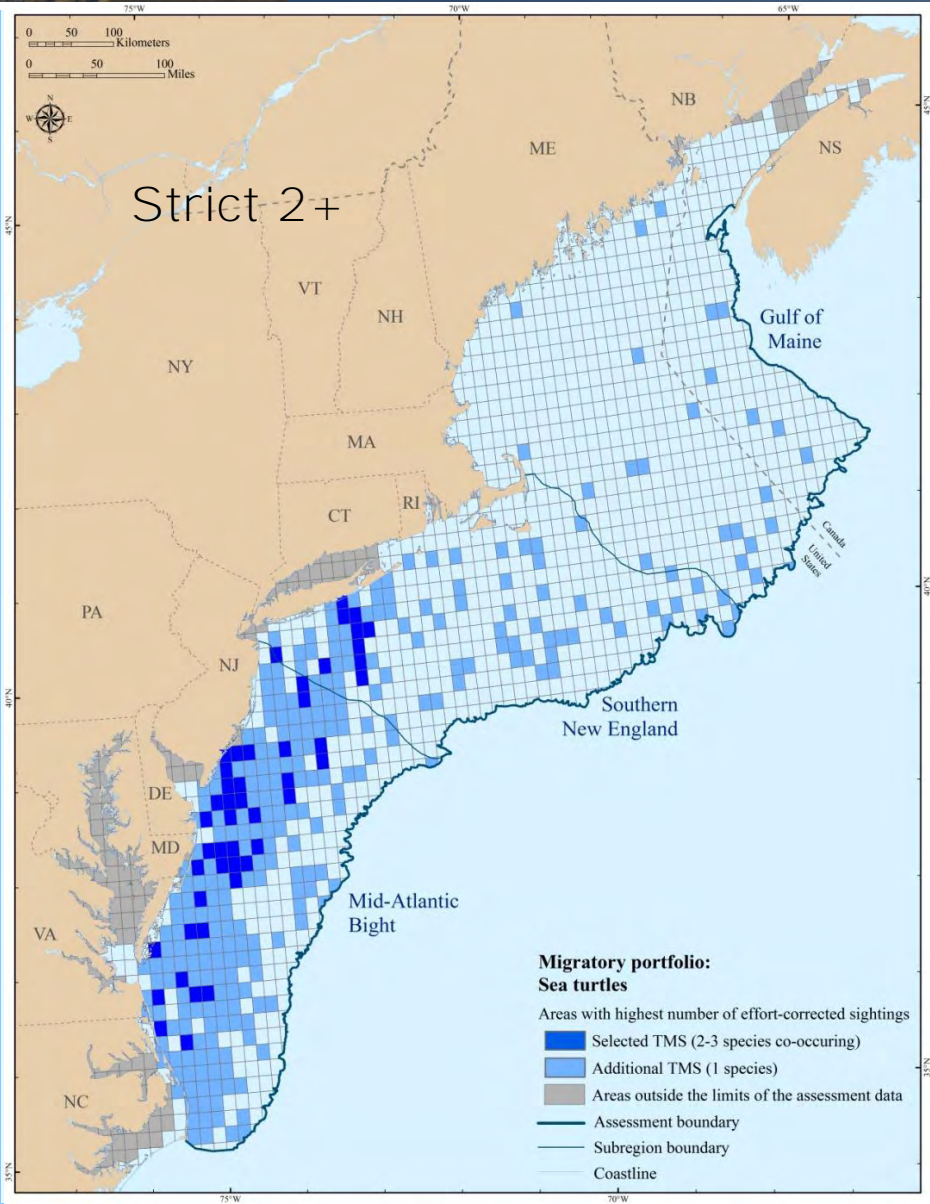 75°W
70°W
65°W
0 50 100
Kilometers
0 50 100
Miles
N
W E
S
45°N
45°N
Strict 2+
NB
NS
ME
VT
NH
NY
Gulf of
Maine
MA
CT
RI
Canada
United
States
40°N
40°N
PA
NJ
Southern
New England
DE
MD
Mid-Atlantic
Bight
VA
NC
Migratory portfolio:
Sea turtles
Areas with highest number of effort-corrected sightings
Selected TMS (2-3 species co-occuring)
Additional TMS (1 species)
Areas outside the limits of the assessment data
Assessment boundary
Subregion boundary
Coastline
35°N
35°N
75°W
70°W